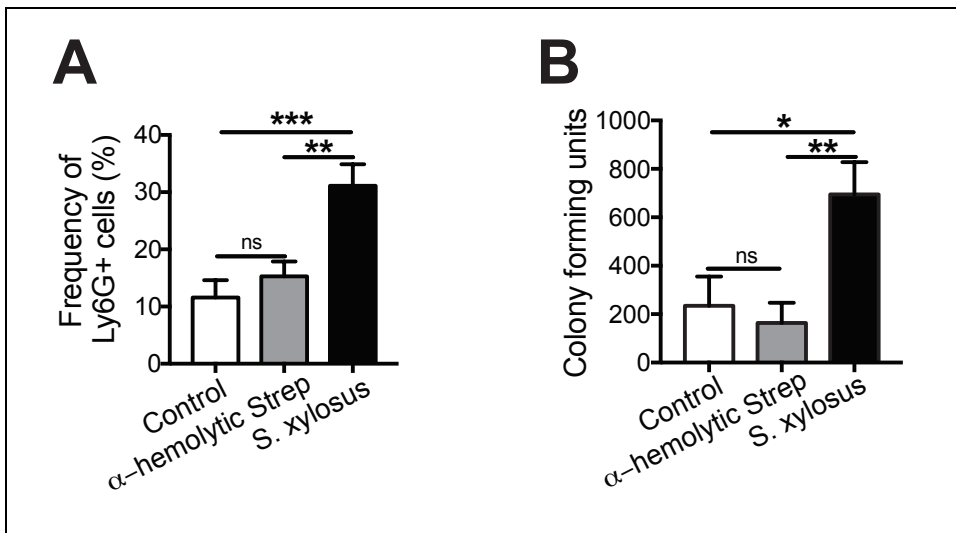 A
Frequency of
Ly6G+ cells (%)
40
30
20
10
0
***
**
ns
Control
α–hemolytic Strep
S. xylosus
B
Colony forming units
1000
800
600
400
200
0
*
**
ns
Control
α–hemolytic Strep
S. xylosus